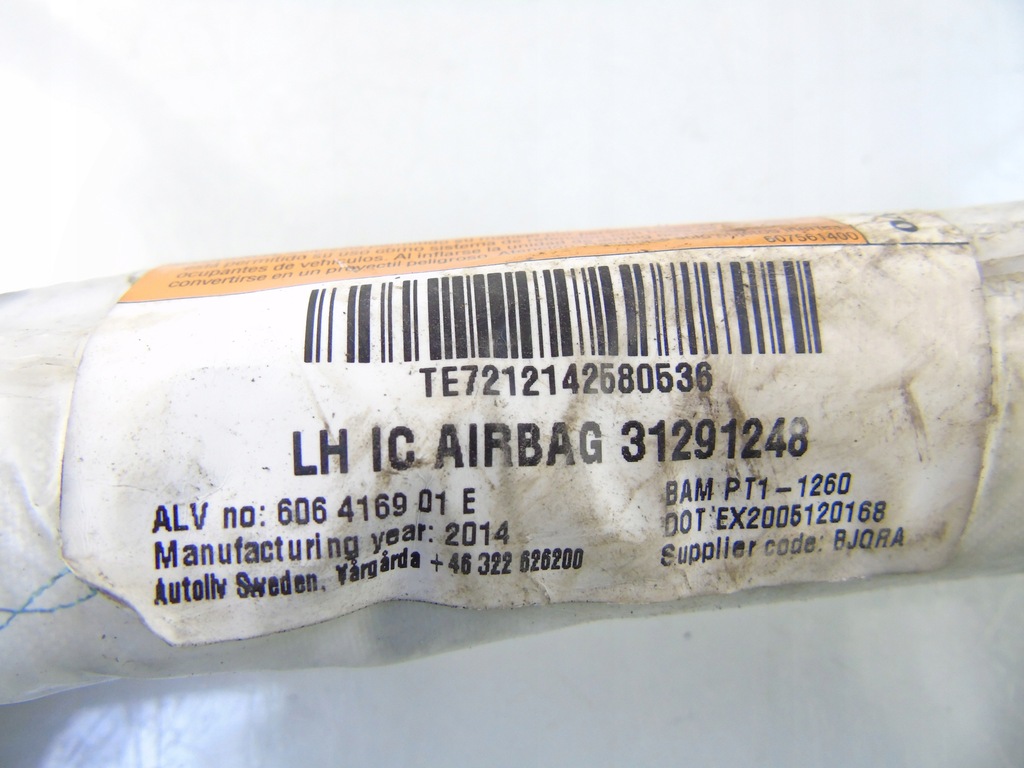 ocupantes de vehículos. Al inflarse
convertirse en un proyectil peligroso
607561400
TE7212142580536
LH IC AIRBAG 31291248
ALV no: 606 4169 01 E
Manufacturing year: 2014
Autoliv Sweden, Vårgårda +46 322 626200
BAM PT1-1260
DOT EX2005120168
Supplier code: BJQRA